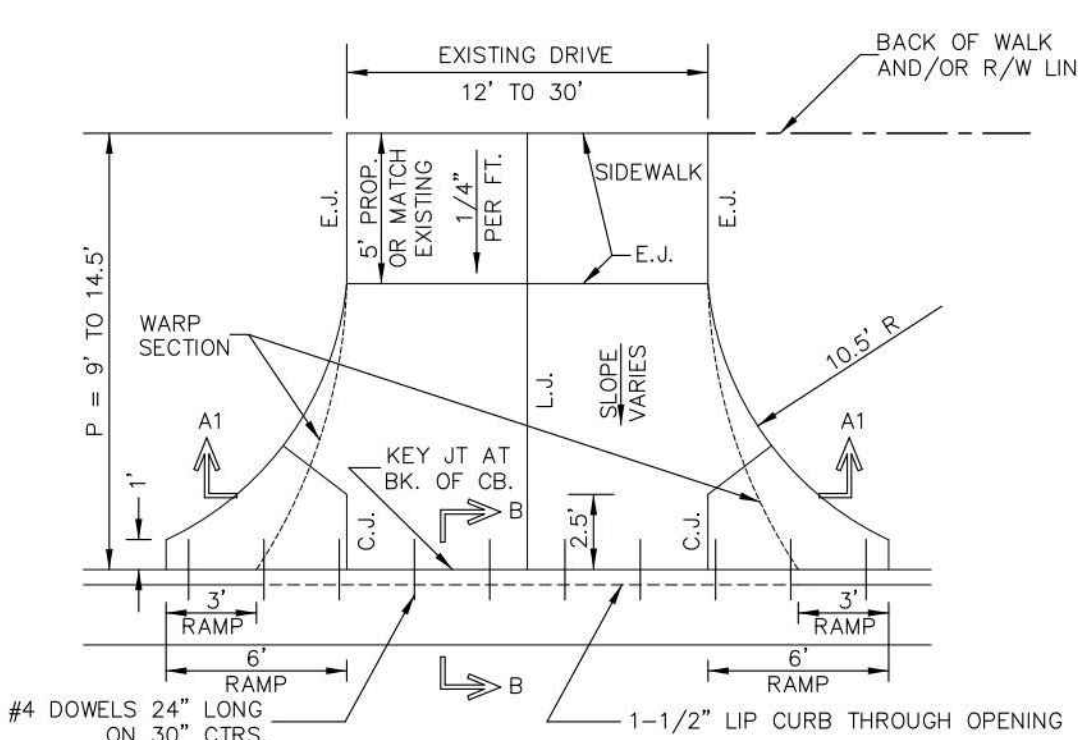 EXISTING DRIVE
12' TO 30'
BACK OF WALK
AND/OR R/W LIN
E.J.
5' PROP.
OR MATCH
EXISTING
1/4"
PER FT.
SIDEWALK
E.J.
E.J.
P = 9' TO 14.5'
WARP
SECTION
L.J.
SLOPE
VARIES
10.5' R
A1
A1
KEY JT AT
BK. OF CB.
1'
B
C.J.
2.5'
C.J.
3'
RAMP
3'
RAMP
6'
RAMP
B
6'
RAMP
#4 DOWELS 24" LONG
ON 30" CTRS.
1-1/2" LIP CURB THROUGH OPENING